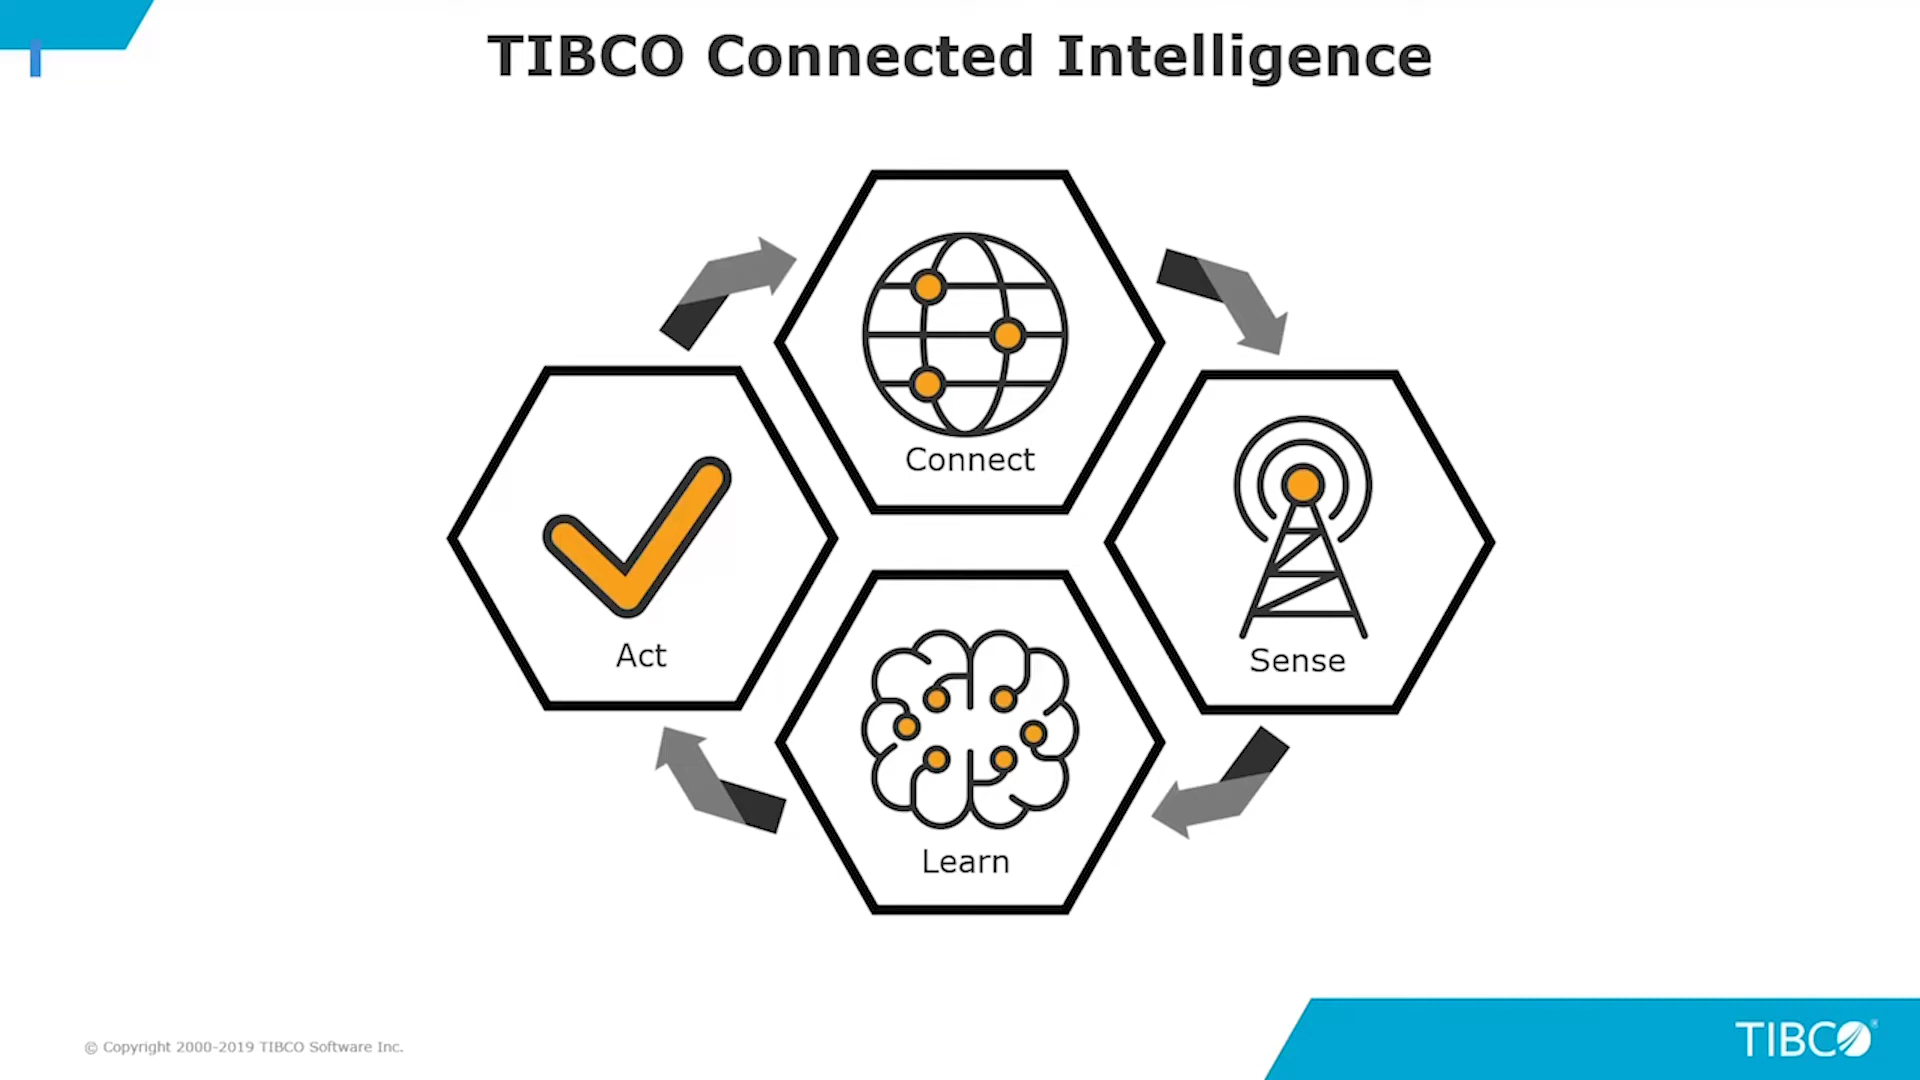 TIBCO Connected Intelligence
Connect
Act
Sense
Learn
© Copyright 2000-2019 TIBCO Software Inc.
TIBCO®